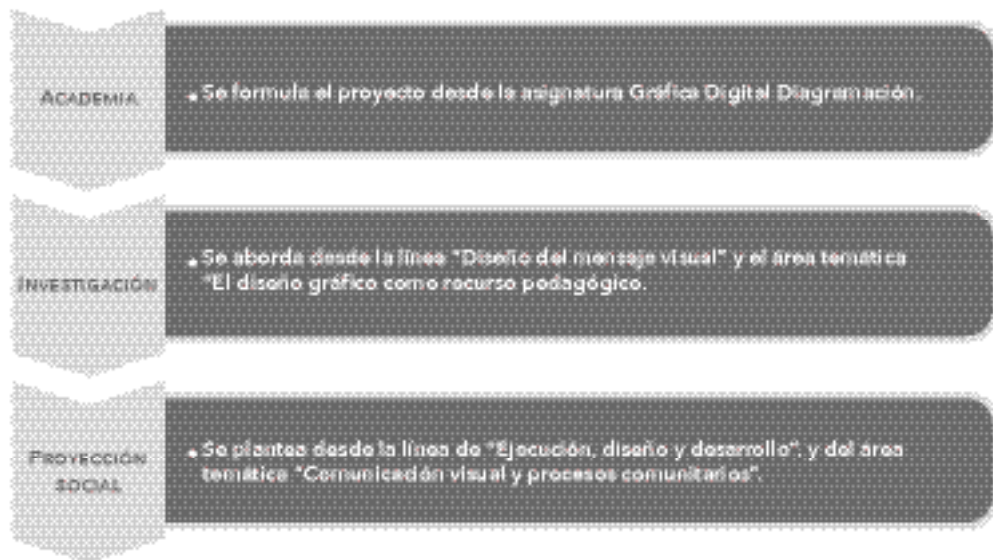 ACADEMIA
• Se formula el proyecto desde la asignatura Gráfica Digital Diagramación.
INVESTIGACIÓN
• Se aborda desde la línea "Diseño del mensaje visual" y el área temática
"El diseño gráfico como recurso pedagógico.
PROYECCIÓN
SOCIAL
• Se plantea desde la línea de "Ejecución, diseño y desarrollo", y del área
temática "Comunicación visual y procesos comunitarios".